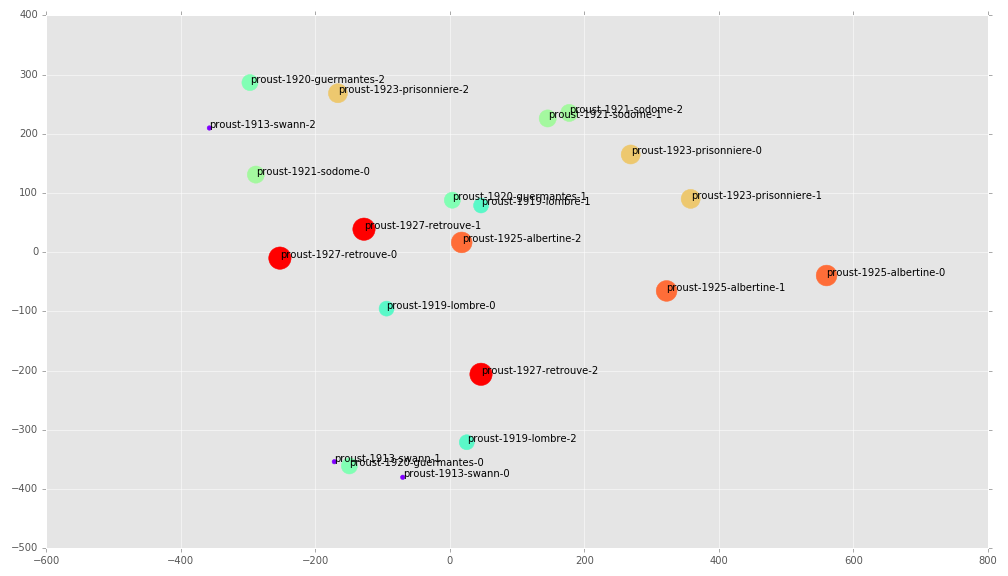 400
300
200
100
0
−100
−200
−300
−400
−500
−600
−400
−200
0
200
400
600
800
proust-1920-guermantes-2
proust-1923-prisonniere-2
proust-1921-sodome-2
proust-1921-sodome-1
proust-1913-swann-2
proust-1923-prisonniere-0
proust-1921-sodome-0
proust-1920-guermantes-1
proust-1919-lombre-1
proust-1923-prisonniere-1
proust-1927-retrouve-1
proust-1925-albertine-2
proust-1927-retrouve-0
proust-1925-albertine-0
proust-1925-albertine-1
proust-1919-lombre-0
proust-1927-retrouve-2
proust-1919-lombre-2
proust-1913-swann-1
proust-1920-guermantes-0
proust-1913-swann-0